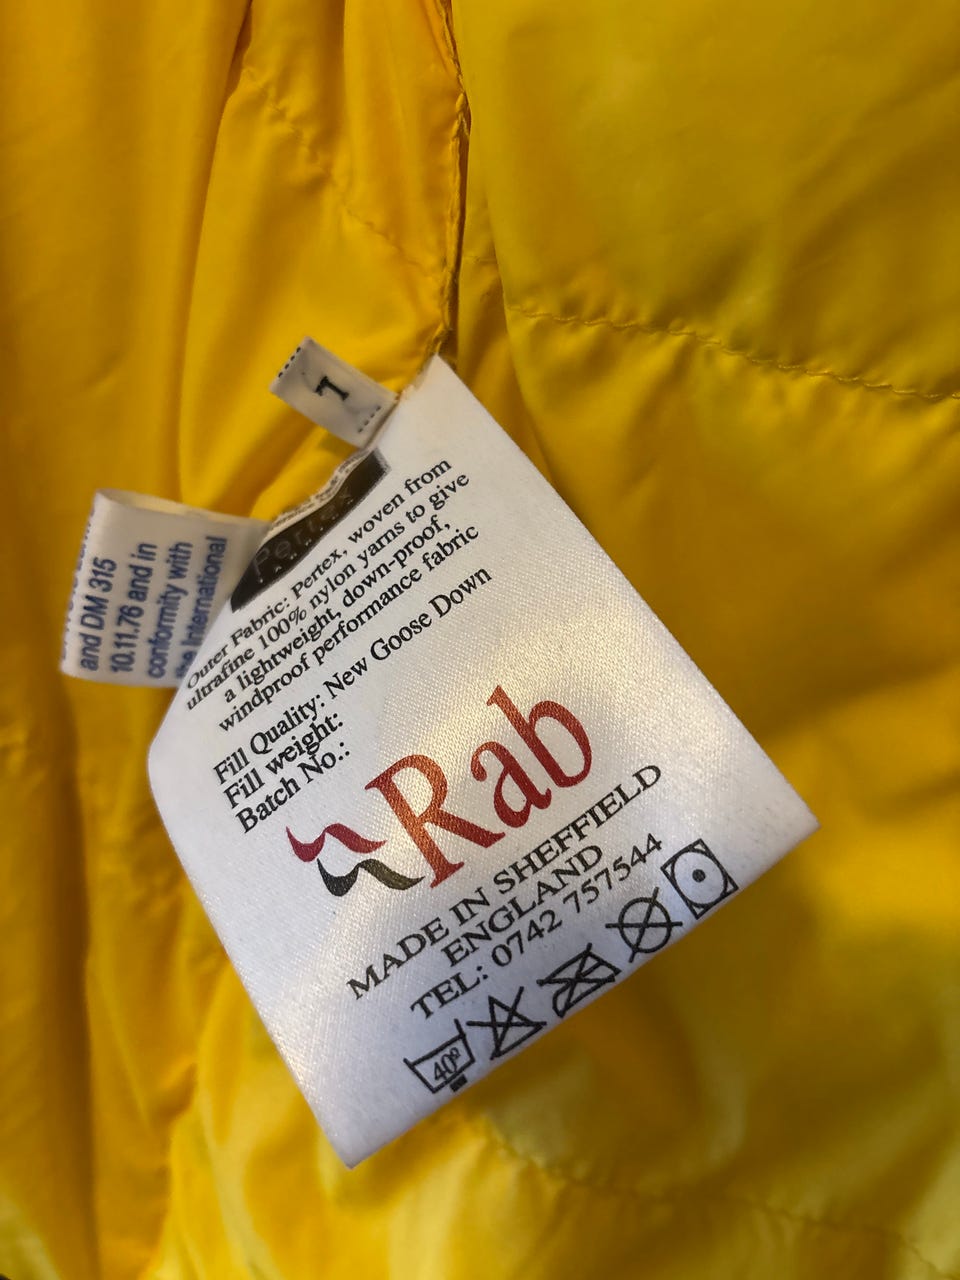 1
Pertex
Outer Fabric: Pertex, woven from
ultrafine 100% nylon yarns to give
a lightweight, down-proof,
windproof performance fabric
Fill Quality: New Goose Down
Fill weight:
Batch No.:
Rab
MADE IN SHEFFIELD
ENGLAND
TEL: 0742 757544
40º
and DM 315
10.11.76 and in
conformity with
the International